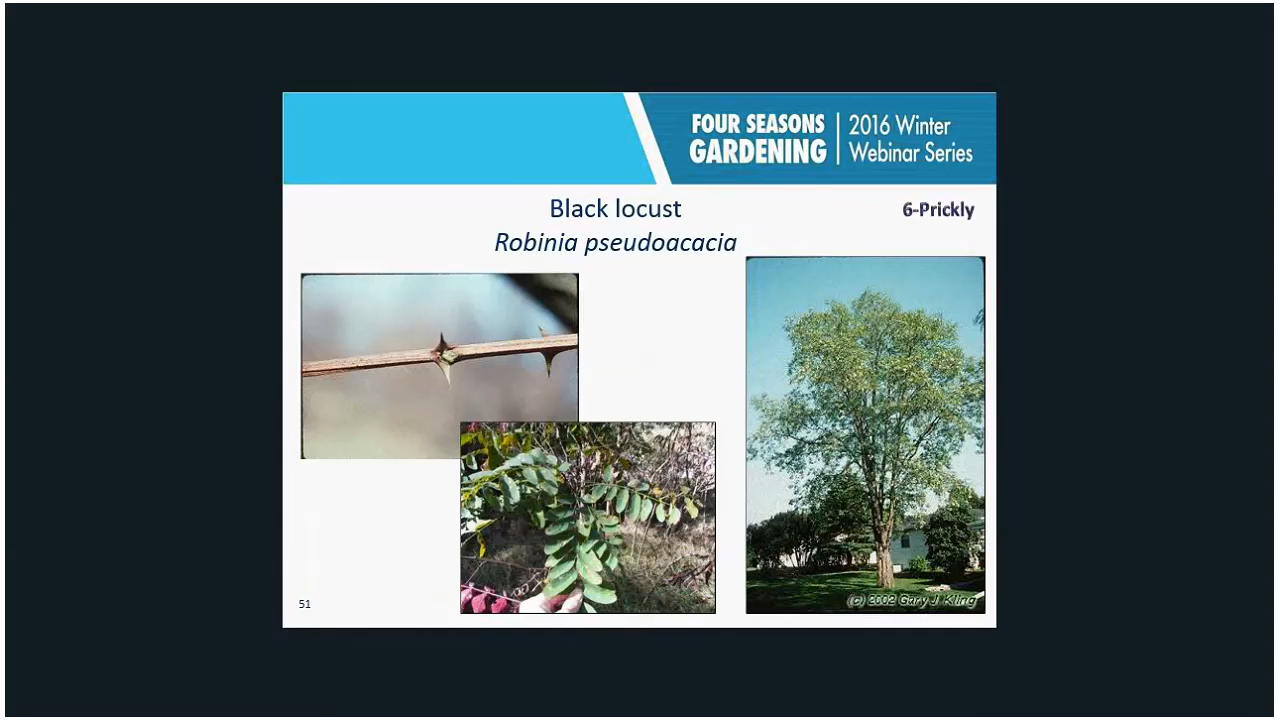 FOUR SEASONS
GARDENING
2016 Winter
Webinar Series
Black locust
6-Prickly
Robinia pseudoacacia
(c) 2002 Gary J. Kling
51